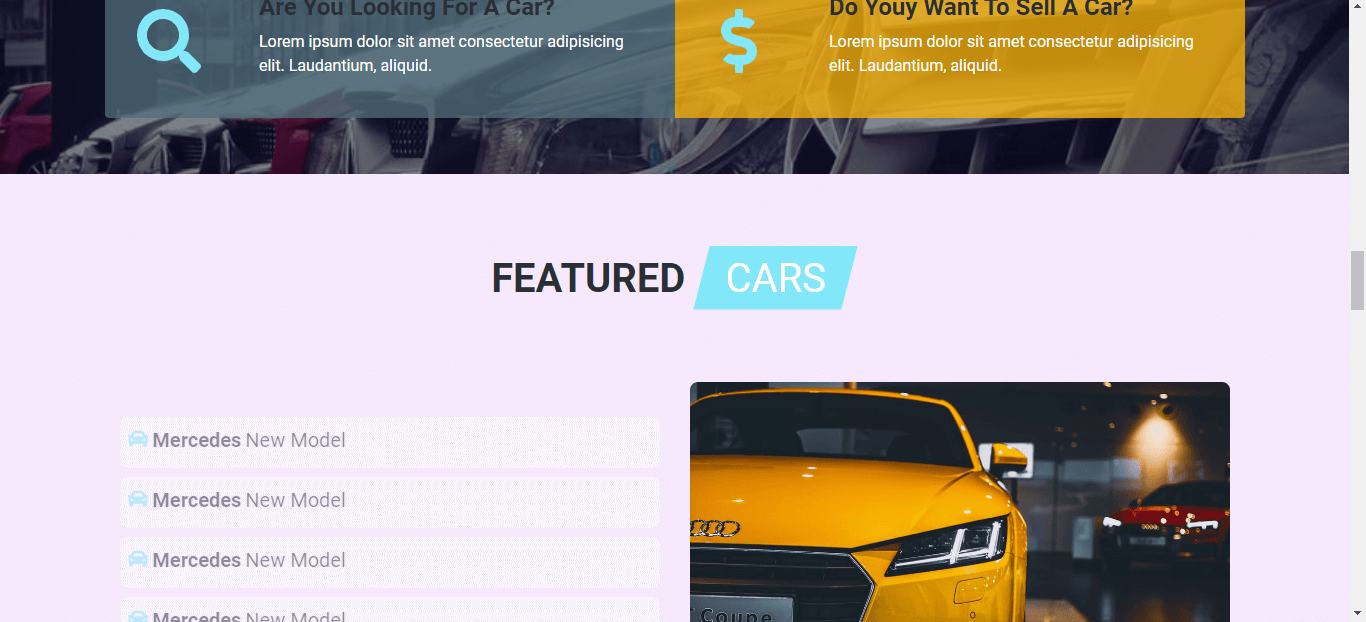 Are You Looking For A Car?
Lorem ipsum dolor sit amet consectetur adipisicing
elit. Laudantium, aliquid.
Do Youy Want To Sell A Car?
Lorem ipsum dolor sit amet consectetur adipisicing
elit. Laudantium, aliquid.
FEATURED CARS
Mercedes New Model
Mercedes New Model
Mercedes New Model
Mercedes New Model
Coupe